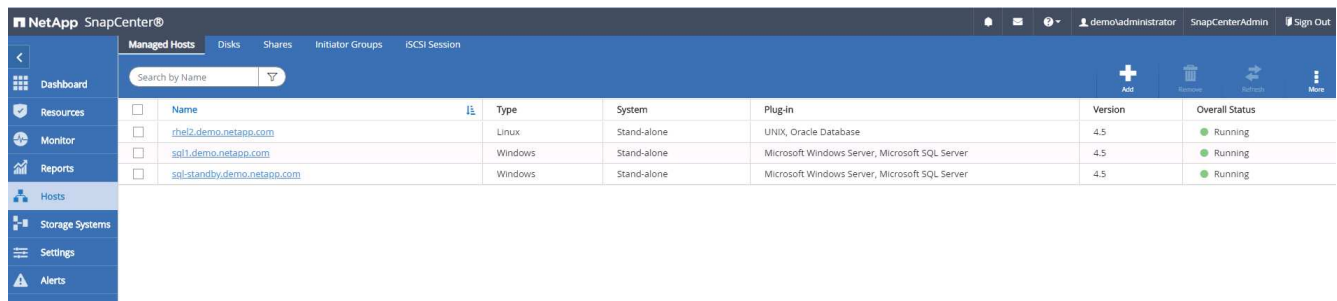 NetApp SnapCenter® demo\administrator SnapCenterAdmin Sign Out
Managed Hosts Disks Shares Initiator Groups iSCSI Session
Search by Name
Add Remove Refresh More
Dashboard
Resources
Monitor
Reports
Hosts
Storage Systems
Settings
Alerts
Name Type System Plug-in Version Overall Status
rhel2.demo.netapp.com Linux Stand-alone UNIX, Oracle Database 4.5 Running
sql1.demo.netapp.com Windows Stand-alone Microsoft Windows Server, Microsoft SQL Server 4.5 Running
sql-standby.demo.netapp.com Windows Stand-alone Microsoft Windows Server, Microsoft SQL Server 4.5 Running